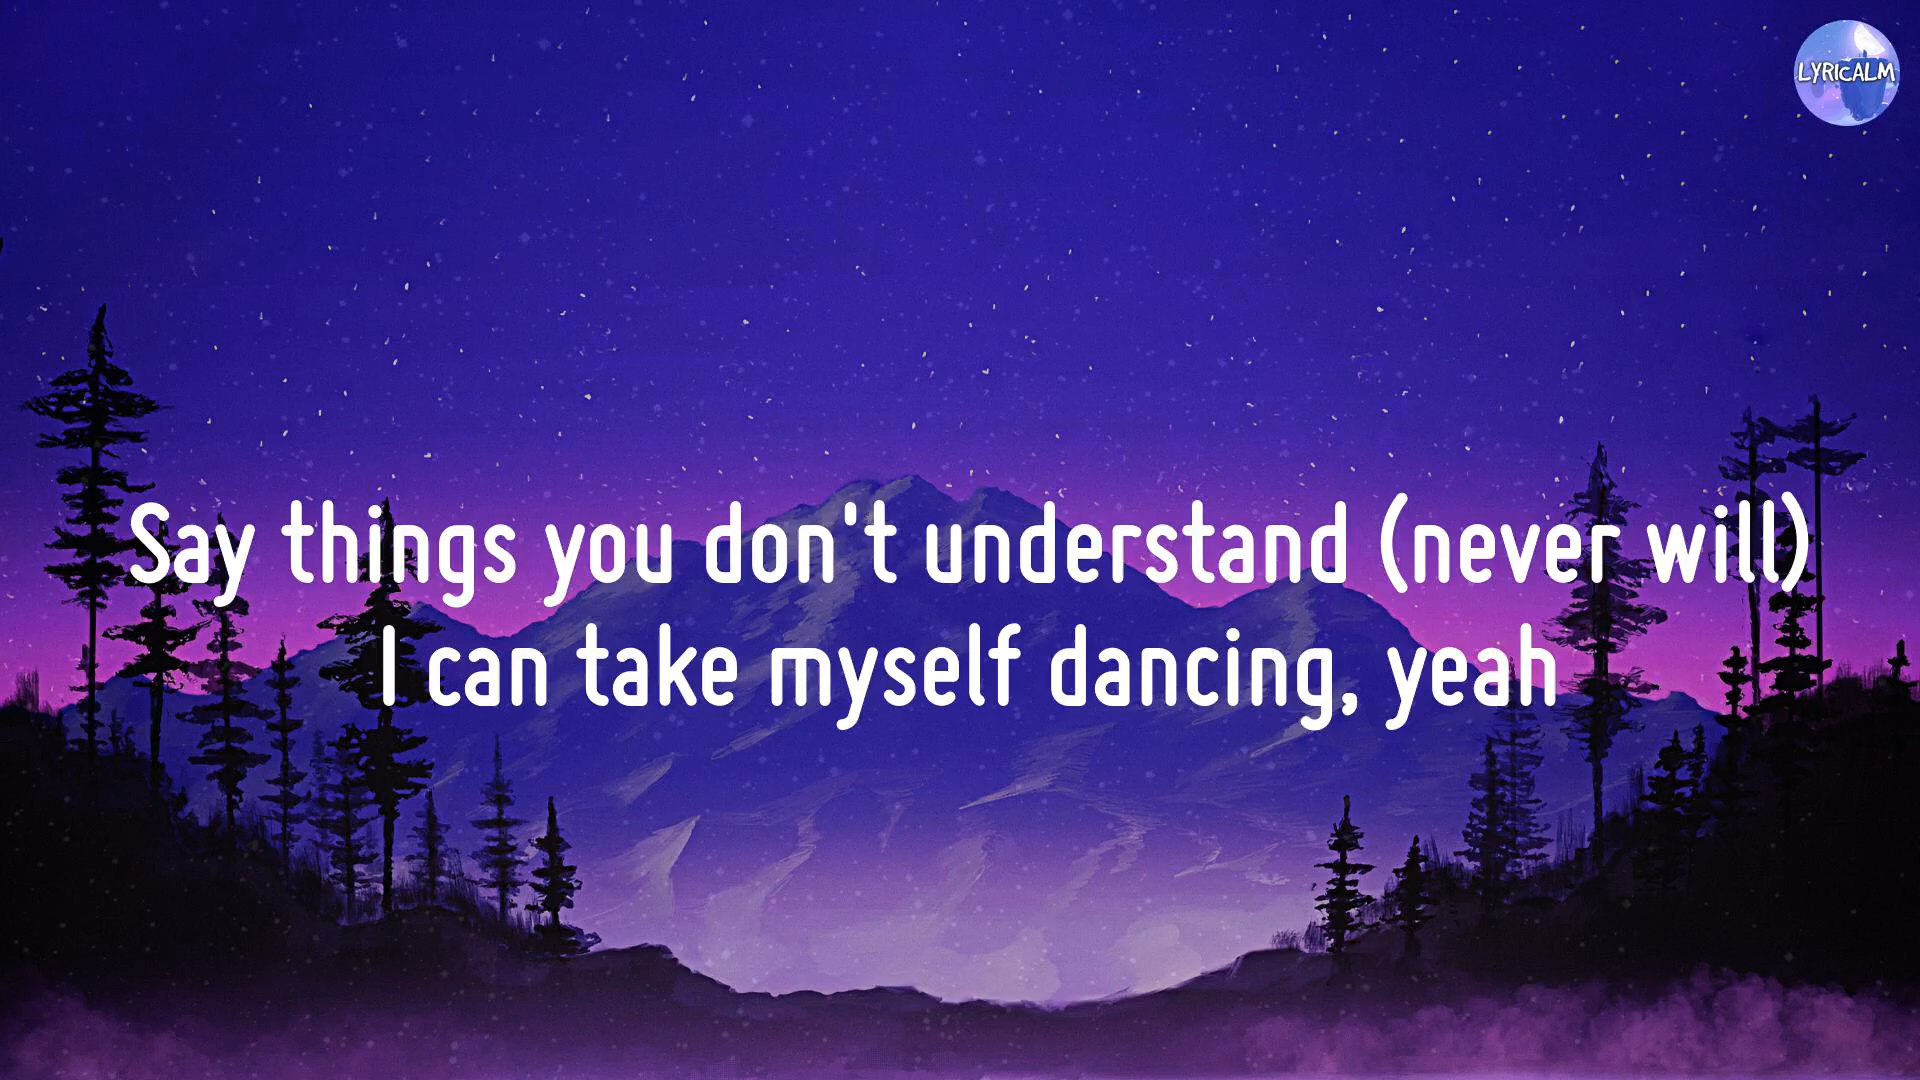 LYRICALM
Say things you don't understand (never will)
I can take myself dancing, yeah